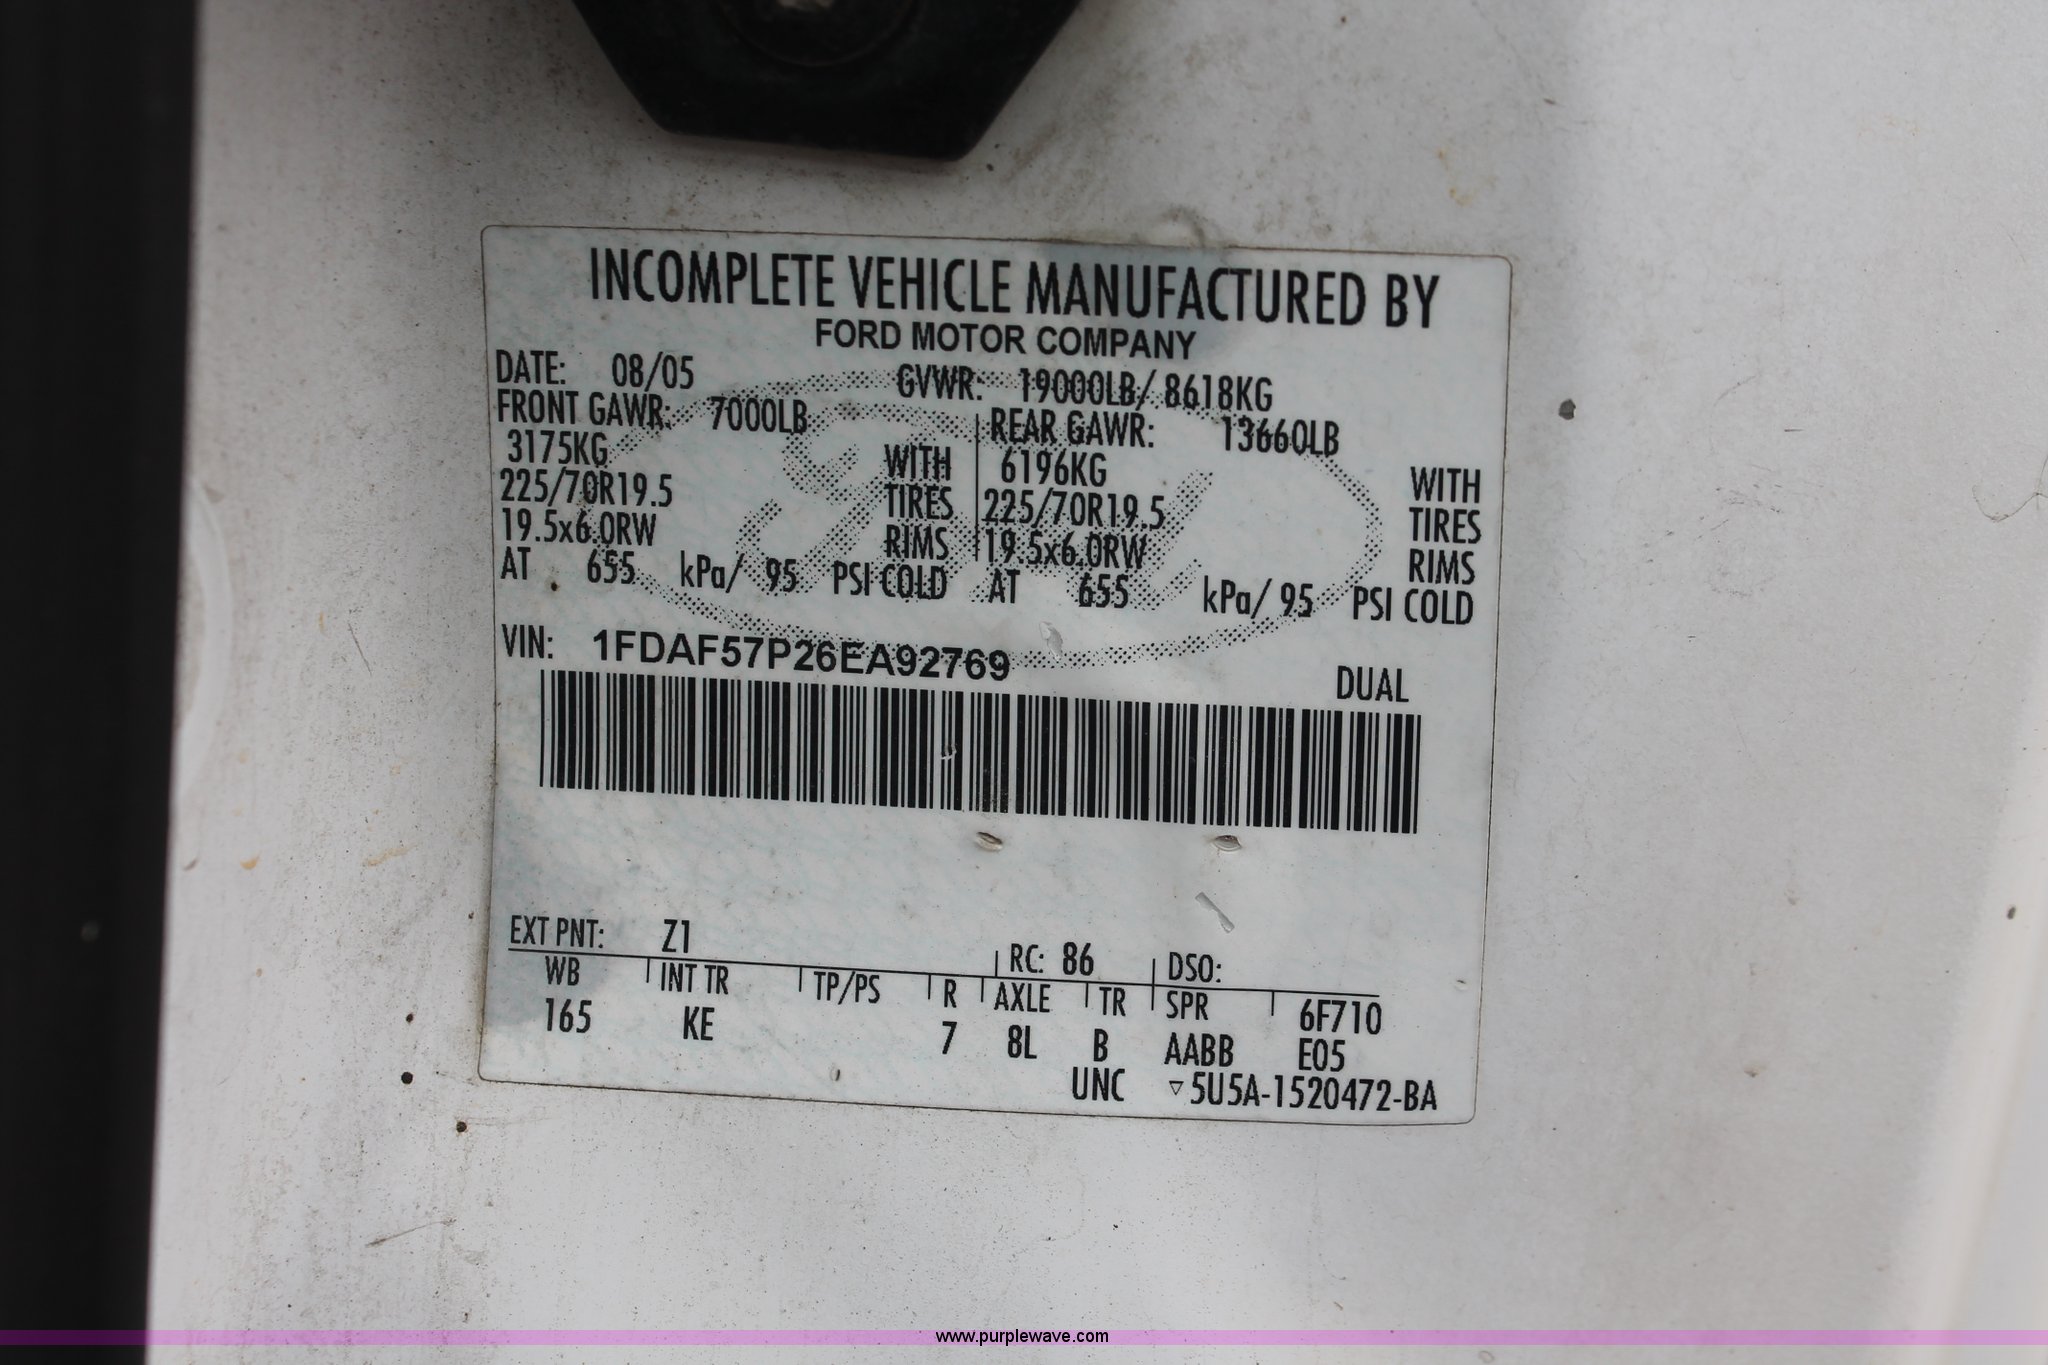 INCOMPLETE VEHICLE MANUFACTURED BY
FORD MOTOR COMPANY
DATE: 08/05 GVWR: 19000LB/ 8618KG
FRONT GAWR: 7000LB REAR GAWR: 13660LB
3175KG WITH 6196KG WITH
225/70R19.5 TIRES 225/70R19.5 TIRES
19.5x6.0RW RIMS 19.5x6.0RW RIMS
AT 655 kPa/ 95 PSI COLD AT 655 kPa/ 95 PSI COLD
VIN: 1FDAF57P26EA92769
DUAL
EXT PNT: Z1 RC: 86 DSO:
WB INT TR TP/PS R AXLE TR SPR 6F710
165 KE 7 8L B AABB E05
UNC ▽5U5A-1520472-BA
www.purplewave.com